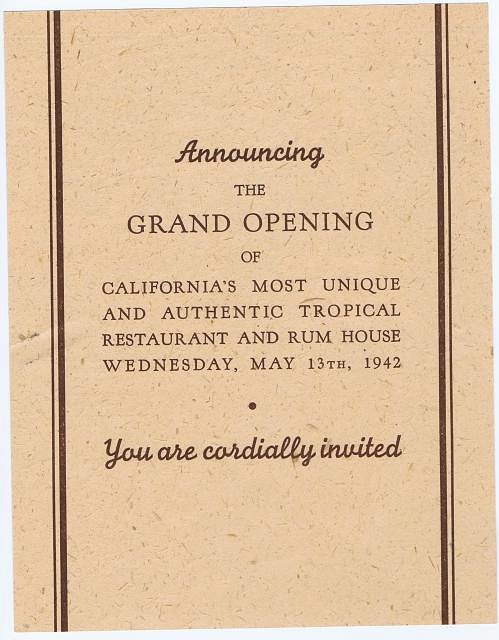 Announcing
THE
GRAND OPENING
OF
CALIFORNIA'S MOST UNIQUE
AND AUTHENTIC TROPICAL
RESTAURANT AND RUM HOUSE
WEDNESDAY, MAY 13TH, 1942
•
You are cordially invited